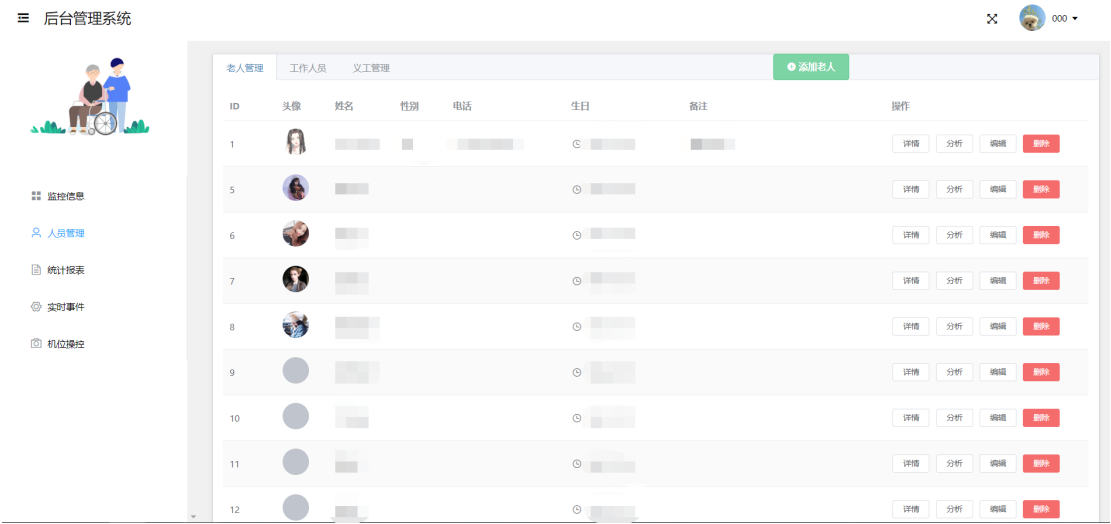 后台管理系统
000
监控信息
人员管理
统计报表
实时事件
机位操控
老人管理 工作人员 义工管理 添加老人
ID 头像 姓名 性别 电话 生日 备注 操作
1 详情 分析 编辑 删除
5 详情 分析 编辑 删除
6 详情 分析 编辑 删除
7 详情 分析 编辑 删除
8 详情 分析 编辑 删除
9 详情 分析 编辑 删除
10 详情 分析 编辑 删除
11 详情 分析 编辑 删除
12 详情 分析 编辑 删除